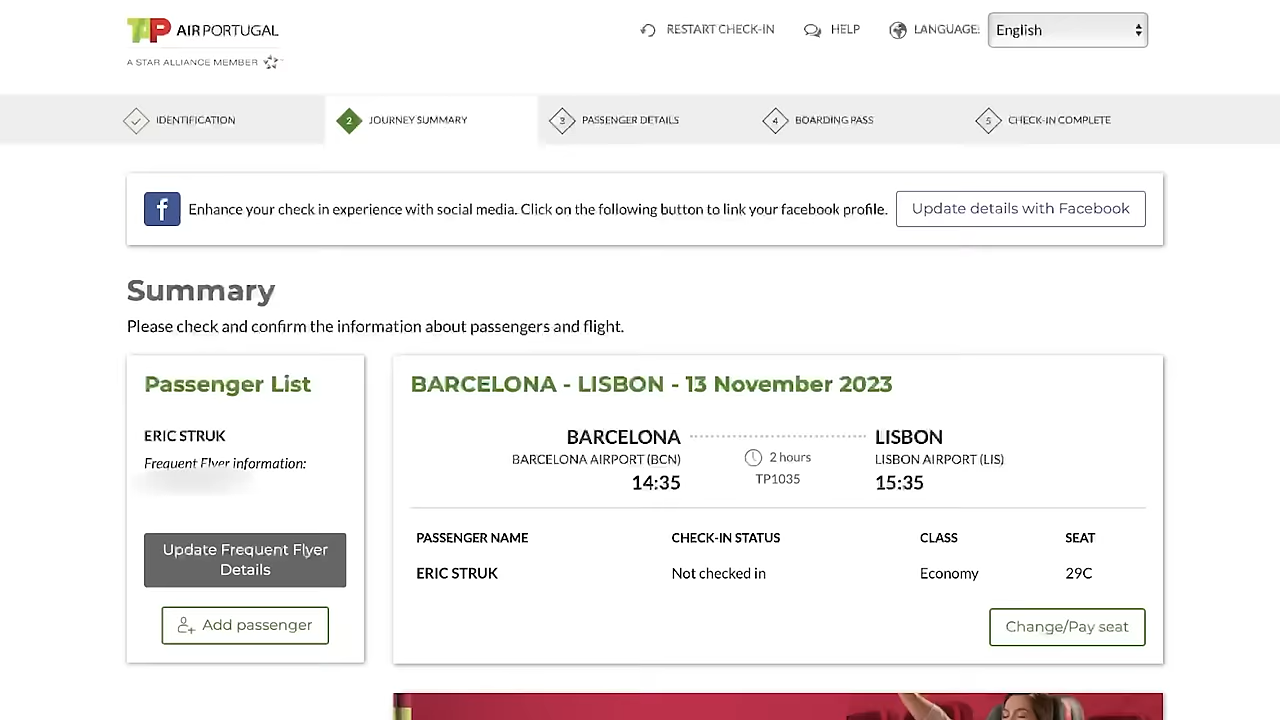 TAP AIR PORTUGAL
A STAR ALLIANCE MEMBER
RESTART CHECK-IN
HELP
LANGUAGE:
English
IDENTIFICATION
2 JOURNEY SUMMARY
3 PASSENGER DETAILS
4 BOARDING PASS
5 CHECK-IN COMPLETE
f Enhance your check in experience with social media. Click on the following button to link your facebook profile.
Update details with Facebook
Summary
Please check and confirm the information about passengers and flight.
Passenger List
ERIC STRUK
Frequent Flyer information:
Update Frequent Flyer
Details
Add passenger
BARCELONA - LISBON - 13 November 2023
BARCELONA
BARCELONA AIRPORT (BCN)
14:35
2 hours
TP1035
LISBON
LISBON AIRPORT (LIS)
15:35
PASSENGER NAME CHECK-IN STATUS CLASS SEAT
ERIC STRUK Not checked in Economy 29C
Change/Pay seat